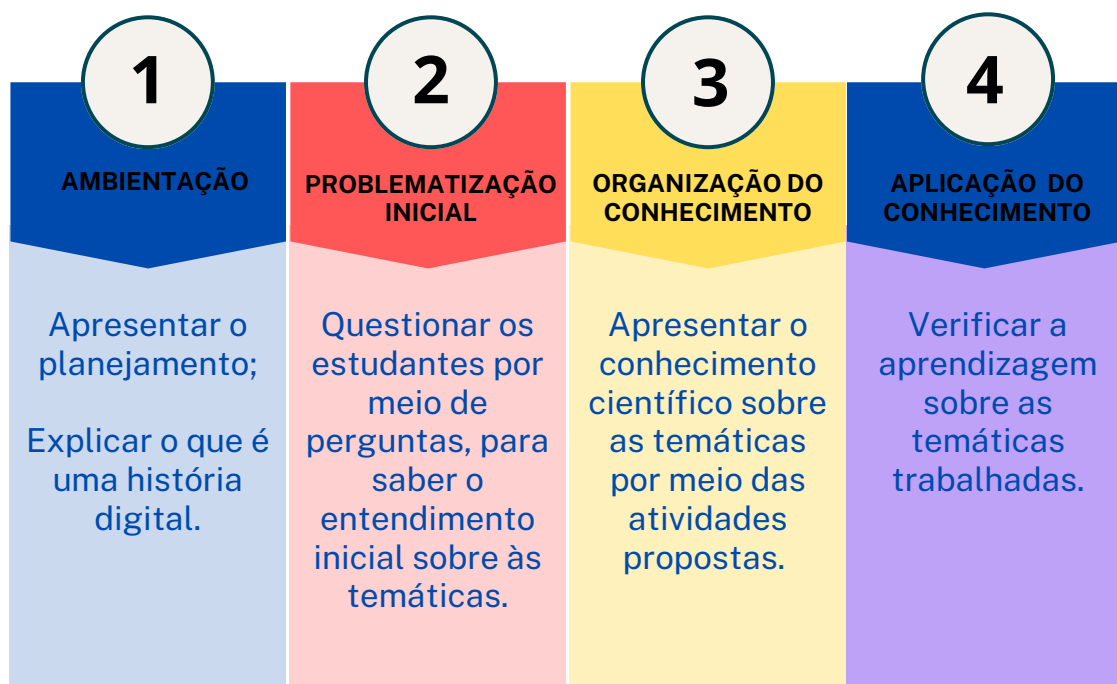 1
AMBIENTAÇÃO
Apresentar o
planejamento;
Explicar o que é
uma história
digital.
2
PROBLEMATIZAÇÃO
INICIAL
Questionar os
estudantes por
meio de
perguntas, para
saber o
entendimento
inicial sobre às
temáticas.
3
ORGANIZAÇÃO DO
CONHECIMENTO
Apresentar o
conhecimento
científico sobre
as temáticas
por meio das
atividades
propostas.
4
APLICAÇÃO DO
CONHECIMENTO
Verificar a
aprendizagem
sobre as
temáticas
trabalhadas.